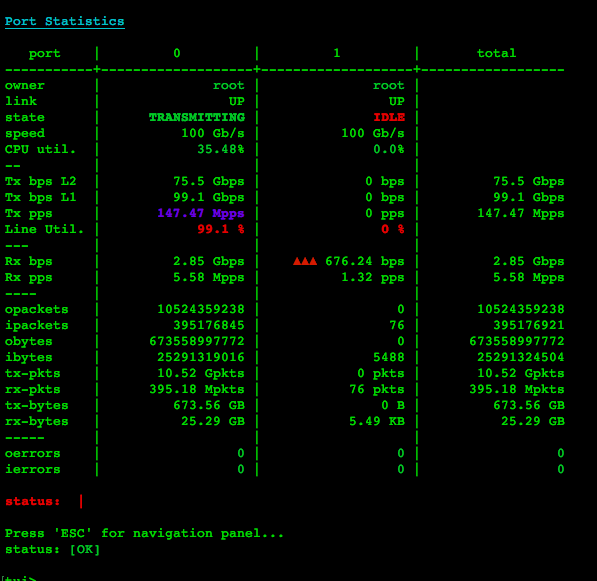 Port Statistics
port | 0 | 1 | total
-----------+--------------------+--------------------+------------------
owner | root | root |
link | UP | UP |
state | TRANSMITTING | IDLE |
speed | 100 Gb/s | 100 Gb/s |
CPU util. | 35.48% | 0.0% |
-- | | |
Tx bps L2 | 75.5 Gbps | 0 bps | 75.5 Gbps
Tx bps L1 | 99.1 Gbps | 0 bps | 99.1 Gbps
Tx pps | 147.47 Mpps | 0 pps | 147.47 Mpps
Line Util. | 99.1 % | 0 % |
--- | | |
Rx bps | 2.85 Gbps | ▲▲▲ 676.24 bps | 2.85 Gbps
Rx pps | 5.58 Mpps | 1.32 pps | 5.58 Mpps
---- | | |
opackets | 10524359238 | 0 | 10524359238
ipackets | 395176845 | 76 | 395176921
obytes | 673558997772 | 0 | 673558997772
ibytes | 25291319016 | 5488 | 25291324504
tx-pkts | 10.52 Gpkts | 0 pkts | 10.52 Gpkts
rx-pkts | 395.18 Mpkts | 76 pkts | 395.18 Mpkts
tx-bytes | 673.56 GB | 0 B | 673.56 GB
rx-bytes | 25.29 GB | 5.49 KB | 25.29 GB
----- | | |
oerrors | 0 | 0 | 0
ierrors | 0 | 0 | 0
status: |
Press 'ESC' for navigation panel...
status: [OK]
tui>